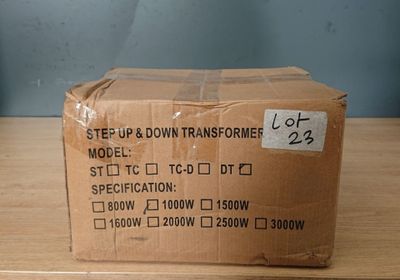 STEP UP & DOWN TRANSFORMER
Lot
23
MODEL:
ST☐ TC ☐ TC-D ☐ DT ☑
SPECIFICATION:
☐ 800W ☑ 1000W ☐ 1500W
☐ 1600W ☐ 2000W ☐ 2500W ☐ 3000W